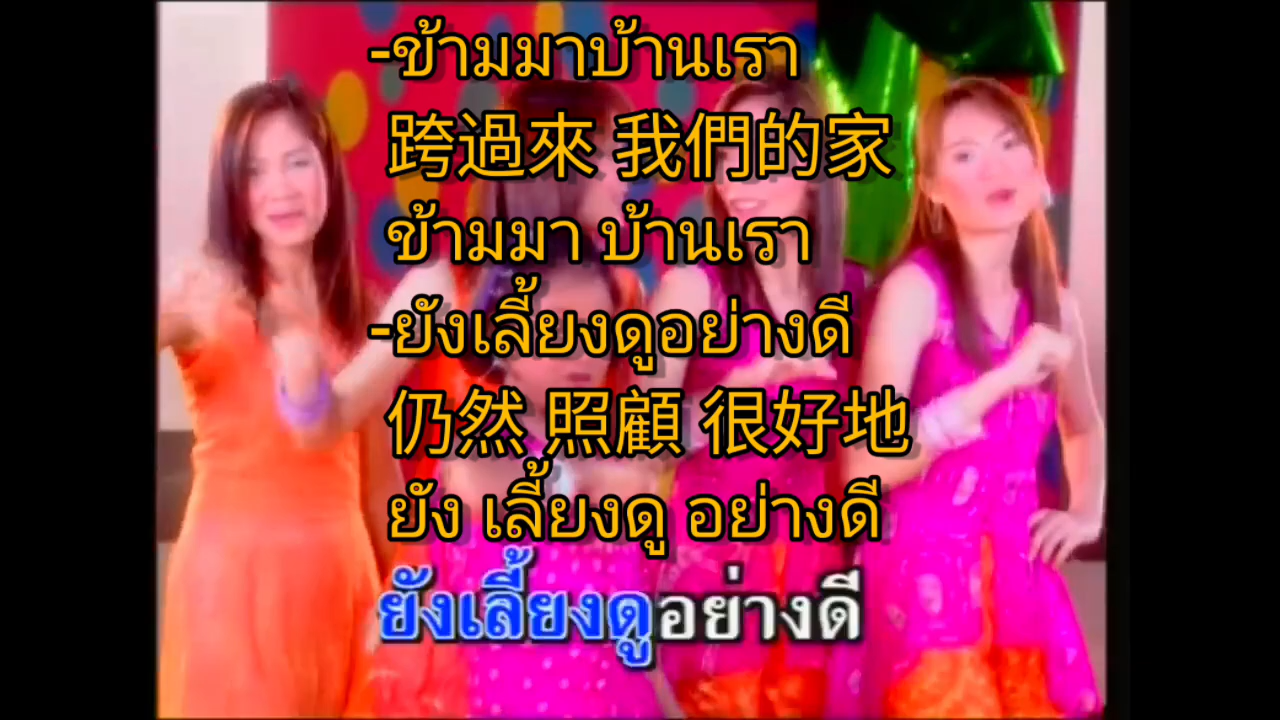 -ข้ามมาบ้านเรา
跨過來 我們的家
ข้ามมา บ้านเรา
-ยังเลี้ยงดูอย่างดี
仍然 照顧 很好地
ยัง เลี้ยงดู อย่างดี
ยังเลี้ยงดูอย่างดี